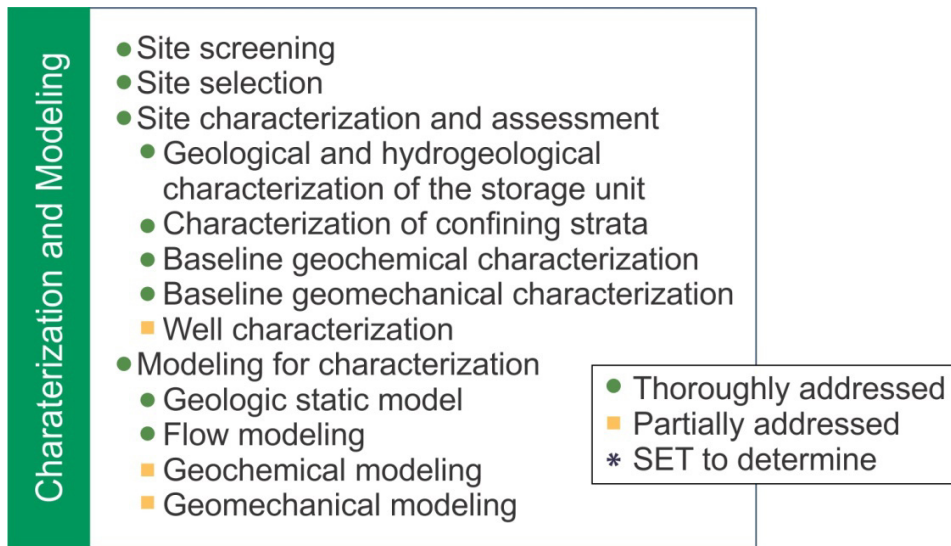 Charaterization and Modeling
Site screening
Site selection
Site characterization and assessment
Geological and hydrogeological
characterization of the storage unit
Characterization of confining strata
Baseline geochemical characterization
Baseline geomechanical characterization
Well characterization
Modeling for characterization
Geologic static model
Flow modeling
Geochemical modeling
Geomechanical modeling
Thoroughly addressed
Partially addressed
* SET to determine